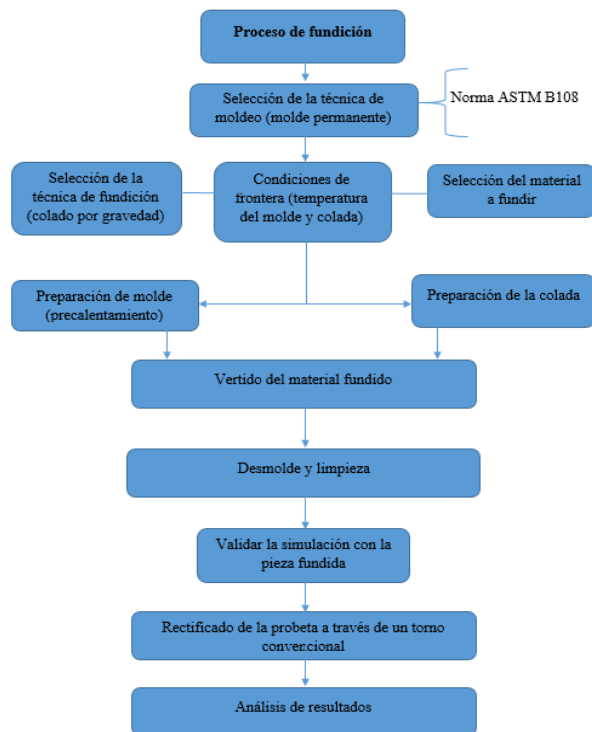 Proceso de fundición
Selección de la técnica de
moldeo (molde permanente)
Norma ASTM B108
Selección de la
técnica de fundición
(colado por gravedad)
Condiciones de
frontera (temperatura
del molde y colada)
Selección del material
a fundir
Preparación de molde
(precalentamiento)
Preparación de la colada
Vertido del material fundido
Desmolde y limpieza
Validar la simulación con la
pieza fundida
Rectificado de la probeta a través de un torno
convercional
Análisis de resultados